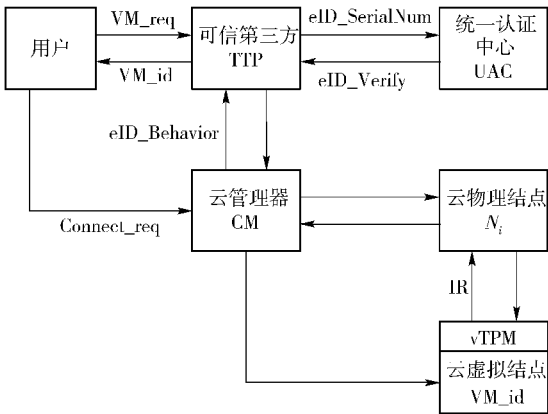 VM_req
eID_SerialNum
用户
可信第三方
TTP
统一认证
中心
UAC
VM_id
eID_Verify
eID_Behavior
云管理器
CM
云物理结点
Ni
Connect_req
IR
vTPM
云虚拟结点
VM_id